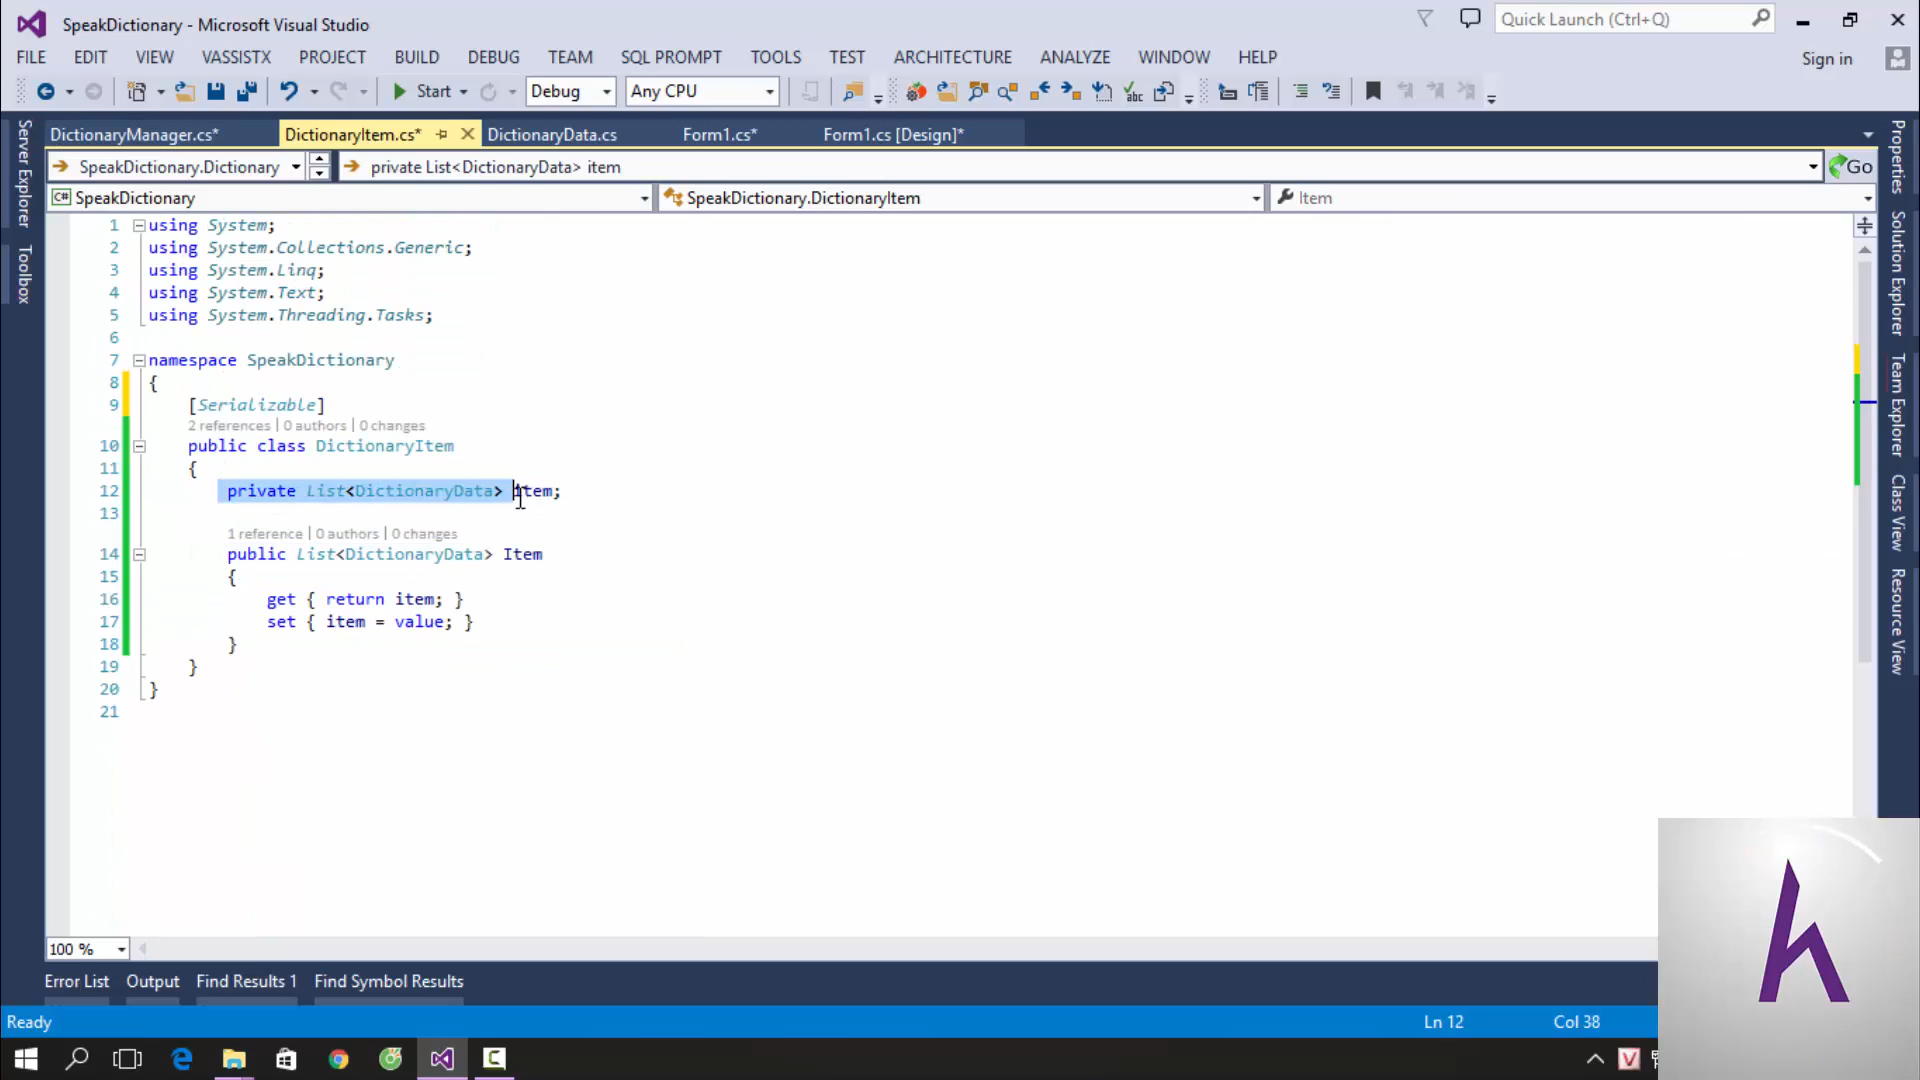 SpeakDictionary - Microsoft Visual Studio
Quick Launch (Ctrl+Q)
FILE EDIT VIEW VASSISTX PROJECT BUILD DEBUG TEAM SQL PROMPT TOOLS TEST ARCHITECTURE ANALYZE WINDOW HELP
Sign in
Start Debug Any CPU
DictionaryManager.cs* DictionaryItem.cs* DictionaryData.cs Form1.cs* Form1.cs [Design]*
SpeakDictionary.Dictionary private List<DictionaryData> item Go
C# SpeakDictionary SpeakDictionary.DictionaryItem Item
Server Explorer
Toolbox
Properties
Solution Explorer
Team Explorer
Class View
Resource View
1 using System;
2 using System.Collections.Generic;
3 using System.Linq;
4 using System.Text;
5 using System.Threading.Tasks;
6
7 namespace SpeakDictionary
8 {
9 [Serializable]
2 references | 0 authors | 0 changes
10 public class DictionaryItem
11 {
12 private List<DictionaryData> item;
13
1 reference | 0 authors | 0 changes
14 public List<DictionaryData> Item
15 {
16 get { return item; }
17 set { item = value; }
18 }
19 }
20 }
21
100 %
Error List Output Find Results 1 Find Symbol Results
Ready Ln 12 Col 38